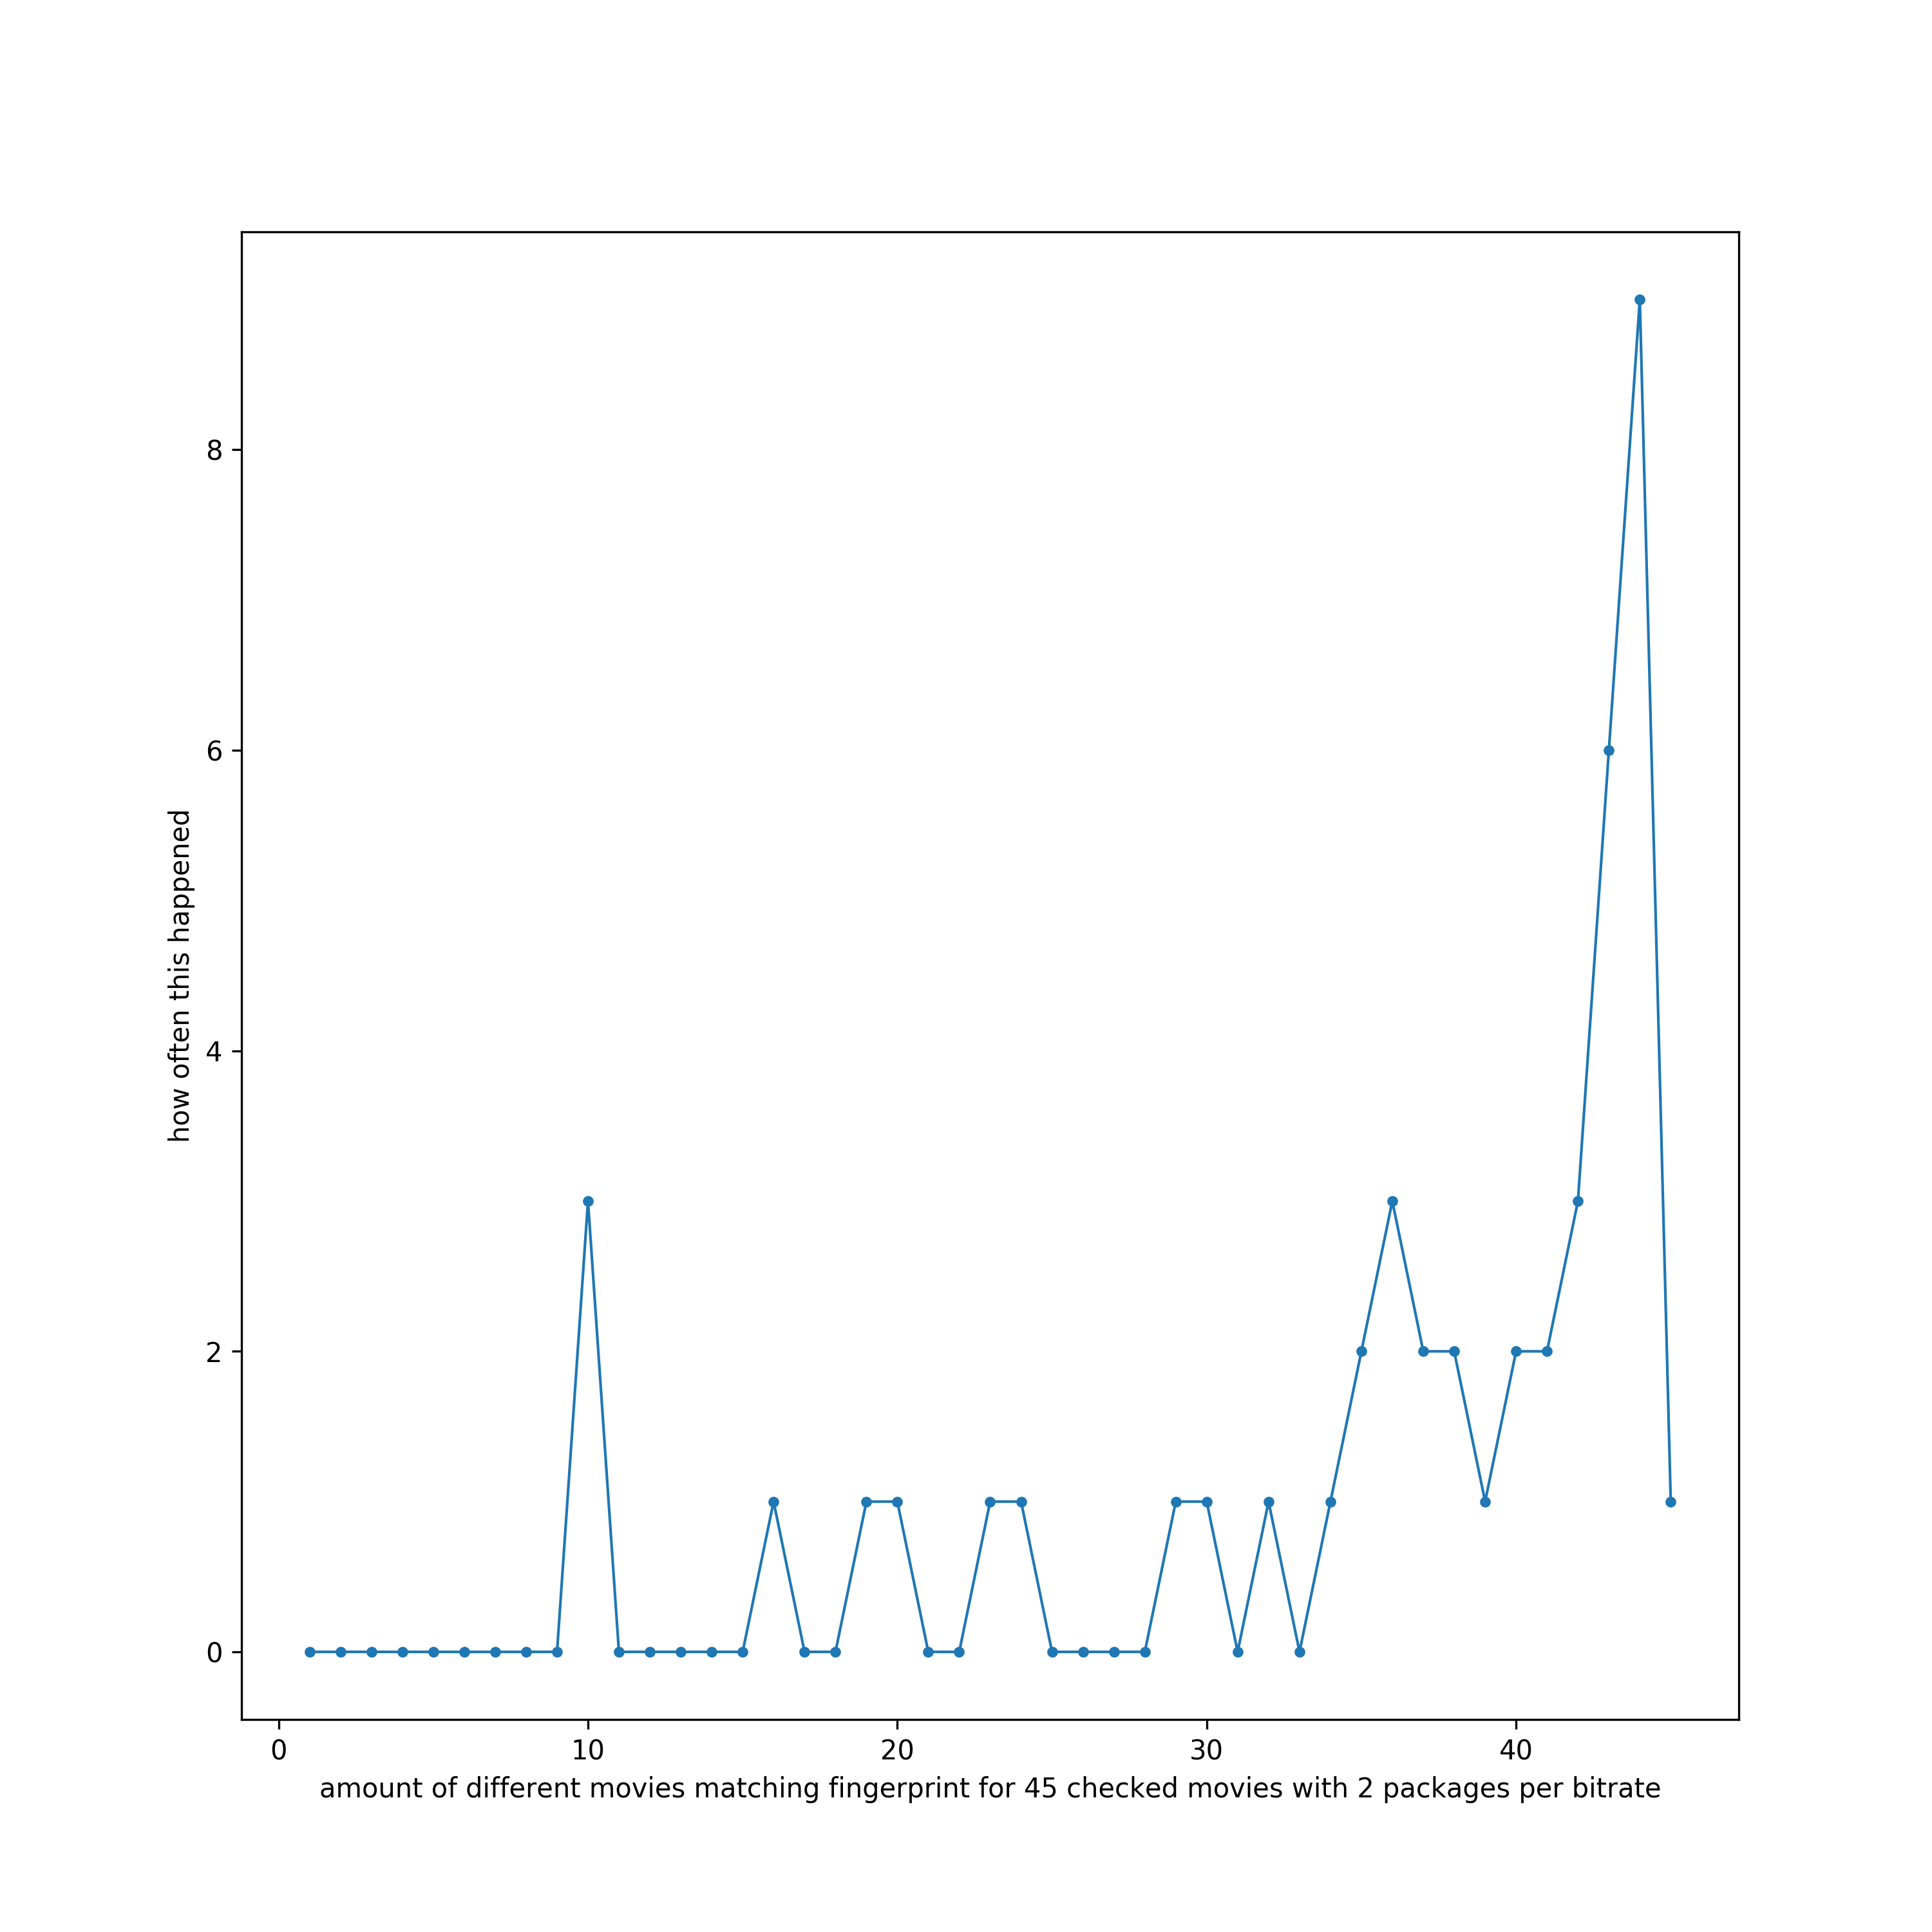 8
6
4
2
0
how often this happened
0 10 20 30 40
amount of different movies matching fingerprint for 45 checked movies with 2 packages per bitrate